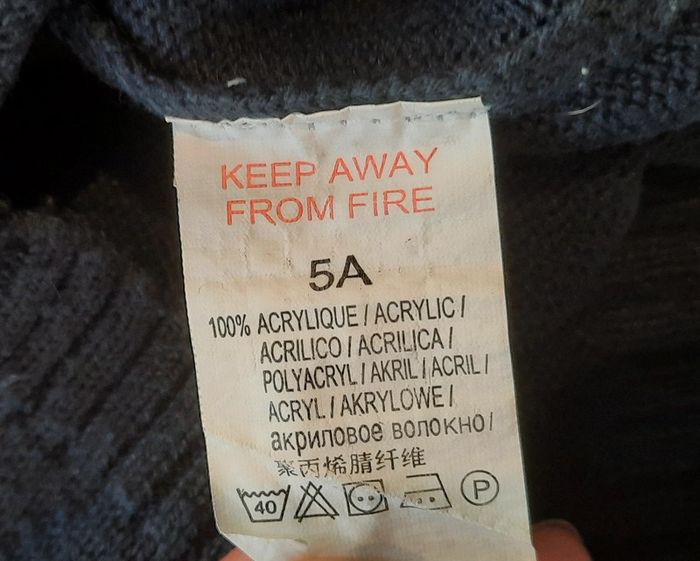 KEEP AWAY
FROM FIRE
5A
100% ACRYLIQUE / ACRYLIC /
ACRILICO / ACRILICA /
POLYACRYL / AKRIL / ACRIL /
ACRYL / AKRYLOWE /
акриловое волокно /
聚丙烯腈纤维
40 P